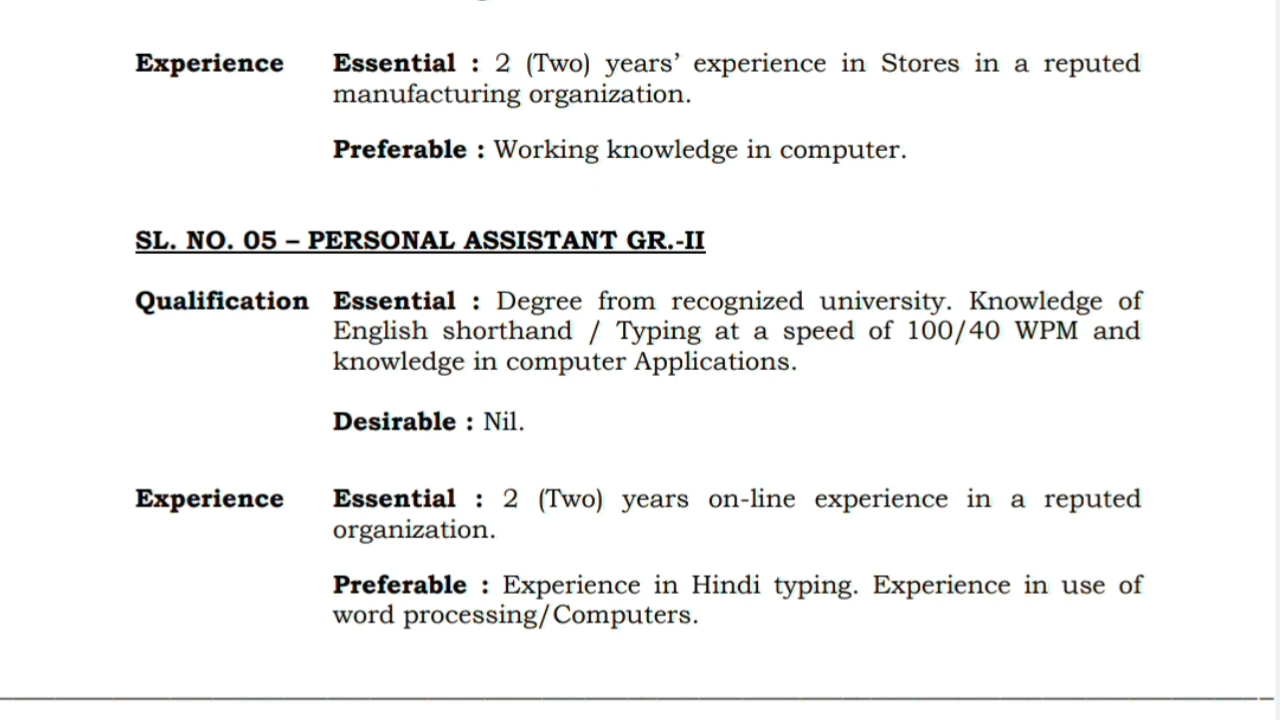 Experience Essential : 2 (Two) years’ experience in Stores in a reputed
manufacturing organization.
Preferable : Working knowledge in computer.
SL. NO. 05 – PERSONAL ASSISTANT GR.-II
Qualification Essential : Degree from recognized university. Knowledge of
English shorthand / Typing at a speed of 100/40 WPM and
knowledge in computer Applications.
Desirable : Nil.
Experience Essential : 2 (Two) years on-line experience in a reputed
organization.
Preferable : Experience in Hindi typing. Experience in use of
word processing/Computers.